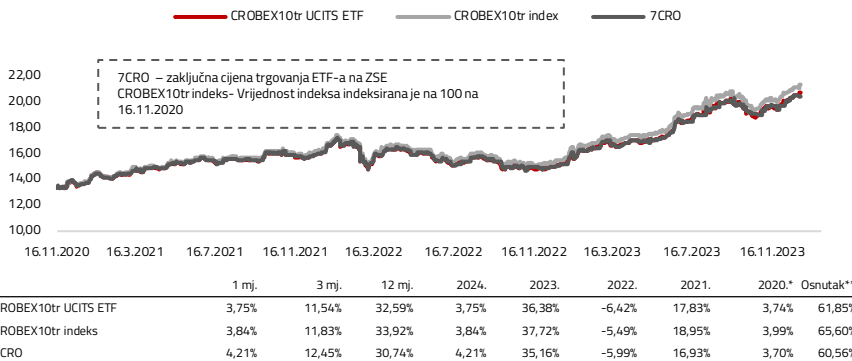 CROBEX10tr UCITS ETF CROBEX10tr index 7CRO
22,00
7CRO – zaključna cijena trgovanja ETF-a na ZSE
20,00
CROBEX10tr indeks- Vrijednost indeksa indeksirana je na 100 na
16.11.2020
18,00
16,00
14,00
12,00
10,00
16.11.2020 16.3.2021 16.7.2021 16.11.2021 16.3.2022 16.7.2022 16.11.2022 16.3.2023 16.7.2023 16.11.2023
1 mj. 3 mj. 12 mj. 2024. 2023. 2022. 2021. 2020.* Osnutak*'
ROBEX10tr UCITS ETF 3,75% 11,54% 32,59% 3,75% 36,38% -6,42% 17,83% 3,74% 61,85%
ROBEX10tr indeks 3,84% 11,83% 33,92% 3,84% 37,72% -5,49% 18,95% 3,99% 65,60%
CRO 4,21% 12,45% 30,74% 4,21% 35,16% -5,99% 16,93% 3,70% 60,56%